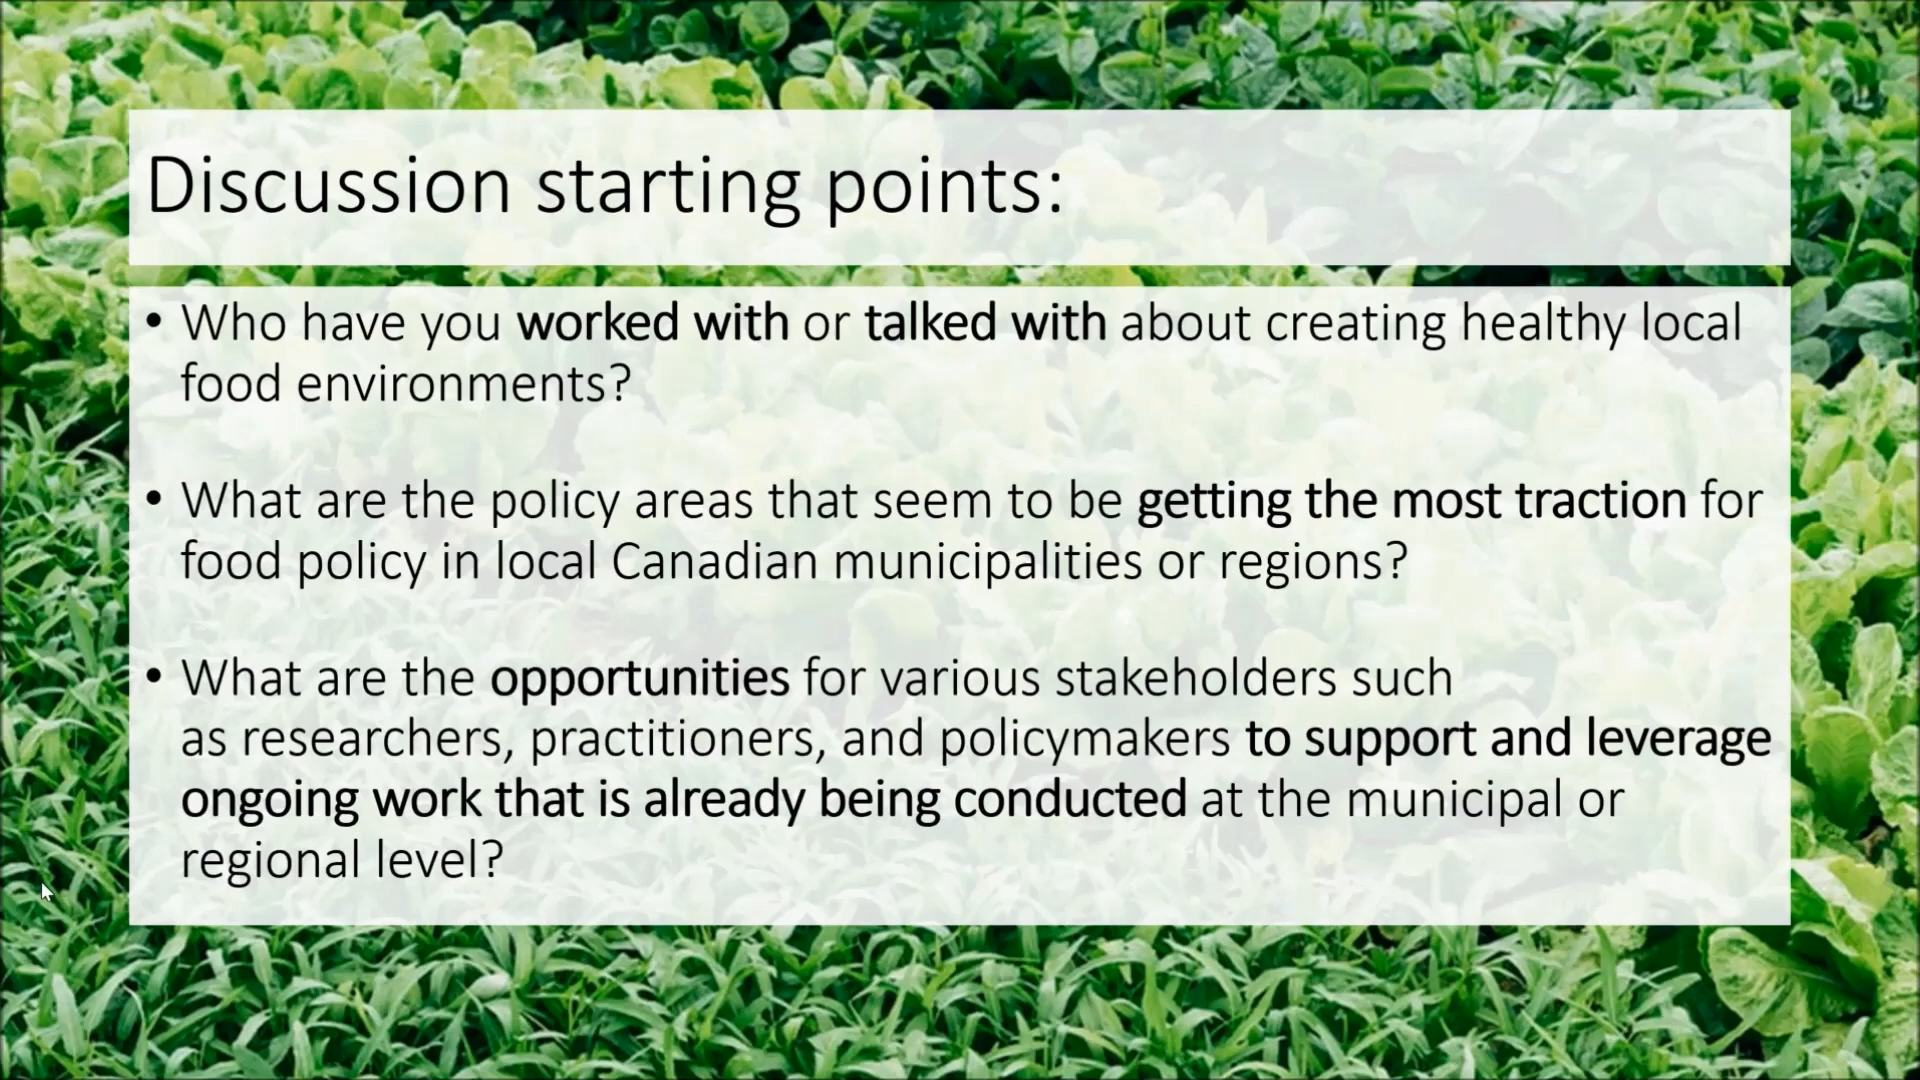 Discussion starting points:
• Who have you worked with or talked with about creating healthy local
food environments?
• What are the policy areas that seem to be getting the most traction for
food policy in local Canadian municipalities or regions?
• What are the opportunities for various stakeholders such
as researchers, practitioners, and policymakers to support and leverage
ongoing work that is already being conducted at the municipal or
regional level?